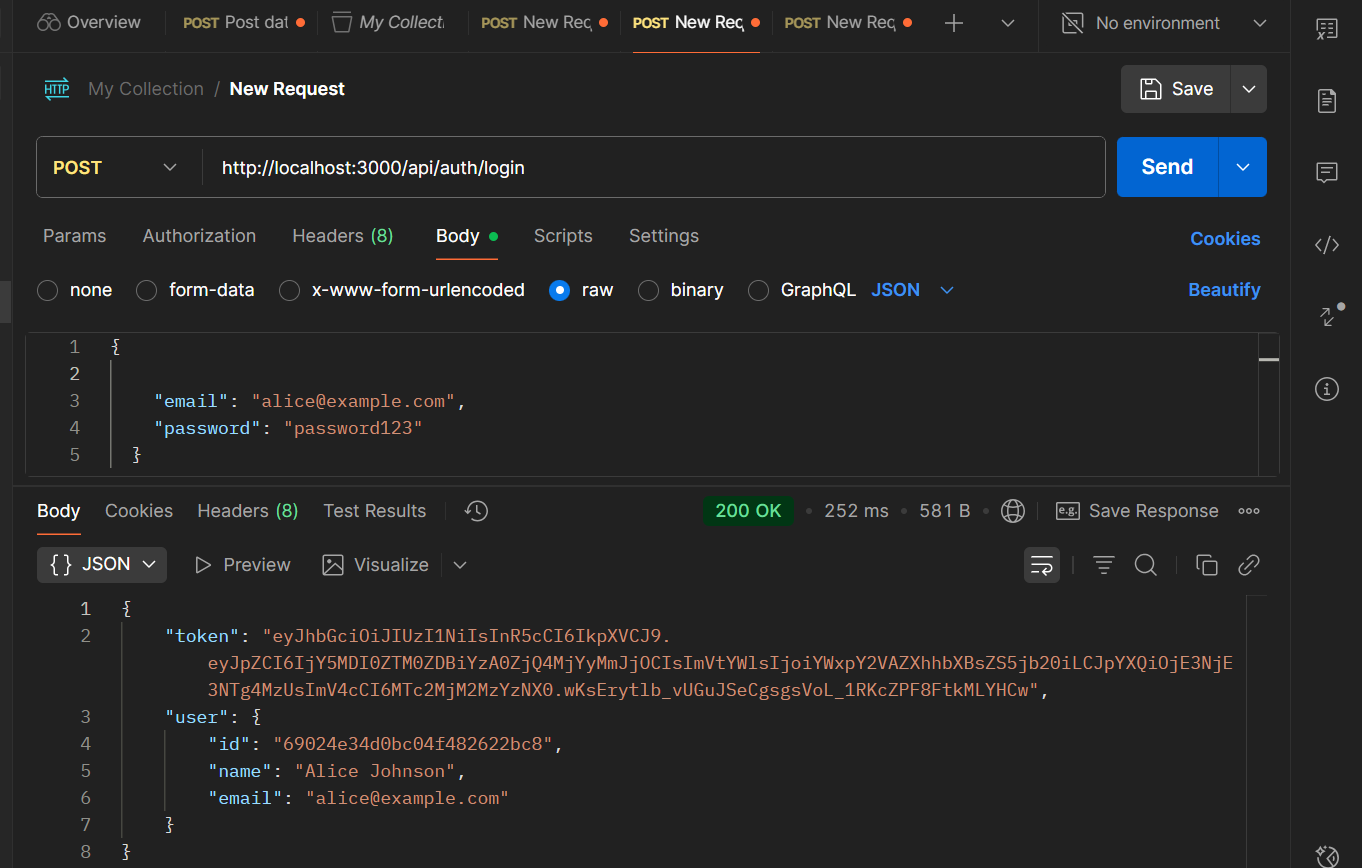 Overview POST Post dat My Collecti POST New Req POST New Req POST New Req No environment
HTTP My Collection / New Request Save
POST http://localhost:3000/api/auth/login Send
Params Authorization Headers (8) Body Scripts Settings Cookies
none form-data x-www-form-urlencoded raw binary GraphQL JSON Beautify
1 {
2
3 "email": "alice@example.com",
4 "password": "password123"
5 }
Body Cookies Headers (8) Test Results 200 OK 252 ms 581 B e.g. Save Response
{} JSON Preview Visualize
1 {
2 "token": "eyJhbGciOiJIUzI1NiIsInR5cCI6IkpXVCJ9.
eyJpZCI6IjY5MDI0ZTM0ZDBiYzA0ZjQ4MjYyMmJjOCIsImVtYWlsIjoiYWxpY2VAZXhhbXBsZS5jb20iLCJpYXQiOjE3NjE
3NTg4MzUsImV4cCI6MTc2MjM2MzYzNX0.wKsErytlb_vUGuJSeCgsgsVoL_1RKcZPF8FtkMLYHCw",
3 "user": {
4 "id": "69024e34d0bc04f482622bc8",
5 "name": "Alice Johnson",
6 "email": "alice@example.com"
7 }
8 }